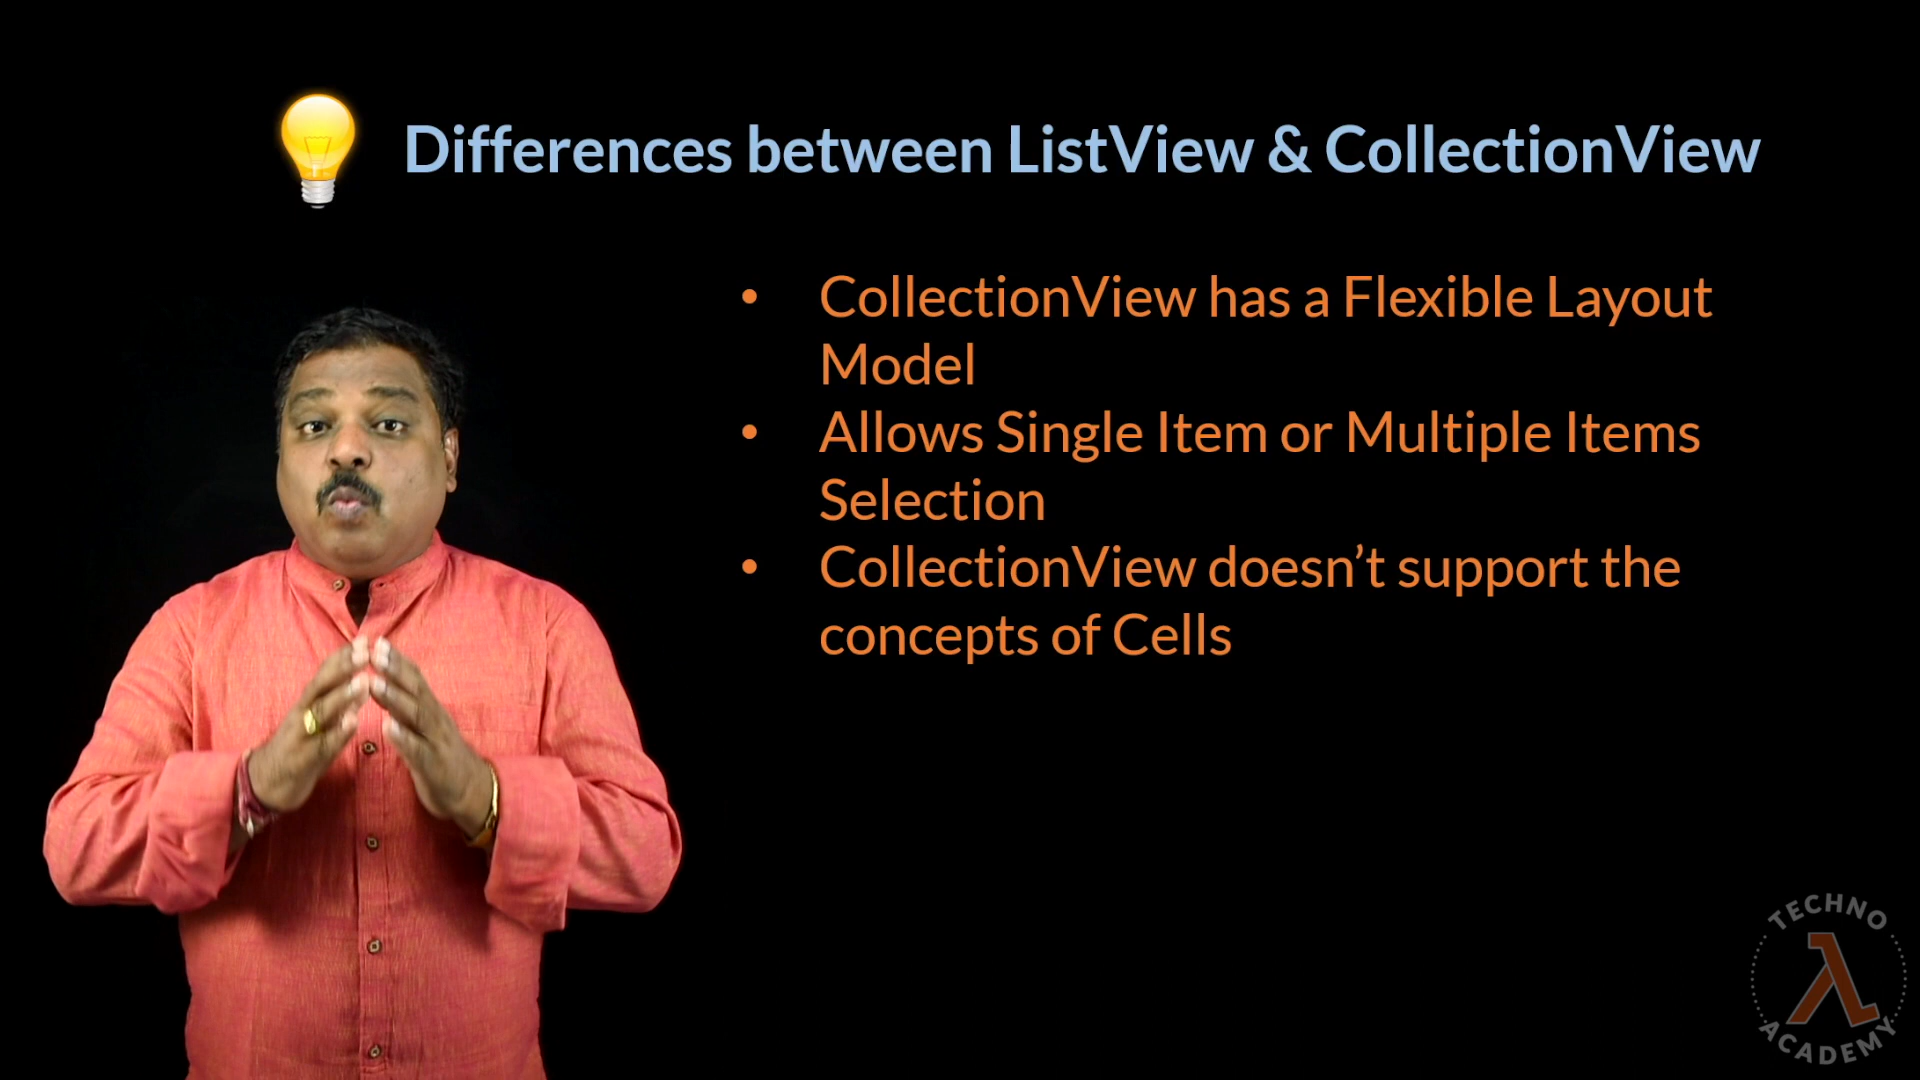 Differences between ListView & CollectionView
• CollectionView has a Flexible Layout
Model
• Allows Single Item or Multiple Items
Selection
• CollectionView doesn’t support the
concepts of Cells
TECHNO
ACADEMY